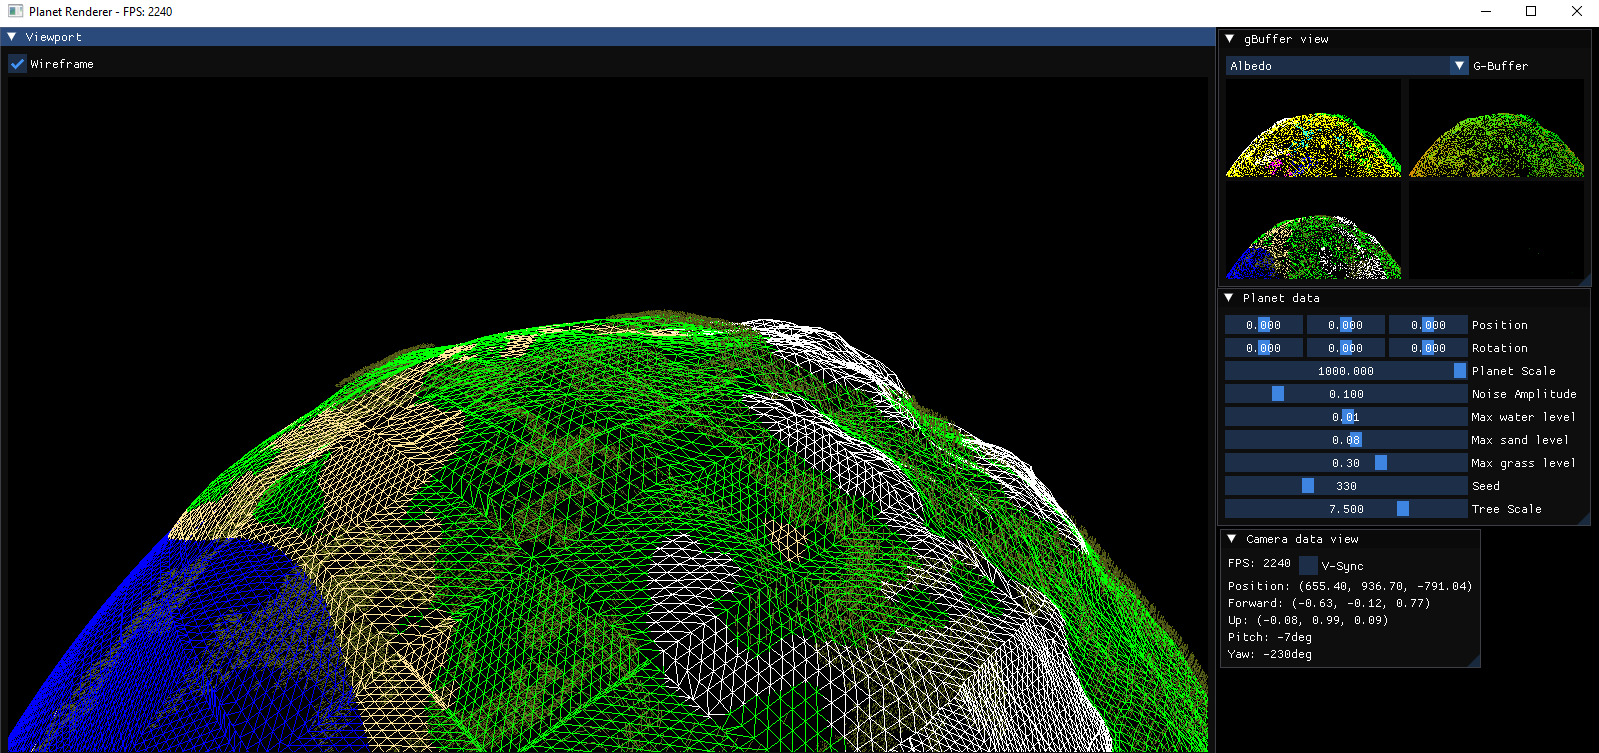 Planet Renderer - FPS: 2240
Viewport
Wireframe
gBuffer view
Albedo G-Buffer
Planet data
0.000 0.000 0.000 Position
0.000 0.000 0.000 Rotation
1000.000 Planet Scale
0.100 Noise Amplitude
0.01 Max water level
0.08 Max sand level
0.30 Max grass level
330 Seed
7.500 Tree Scale
Camera data view
FPS: 2240 V-Sync
Position: (655.40, 936.70, -791.04)
Forward: (-0.63, -0.12, 0.77)
Up: (-0.08, 0.99, 0.09)
Pitch: -7deg
Yaw: -230deg